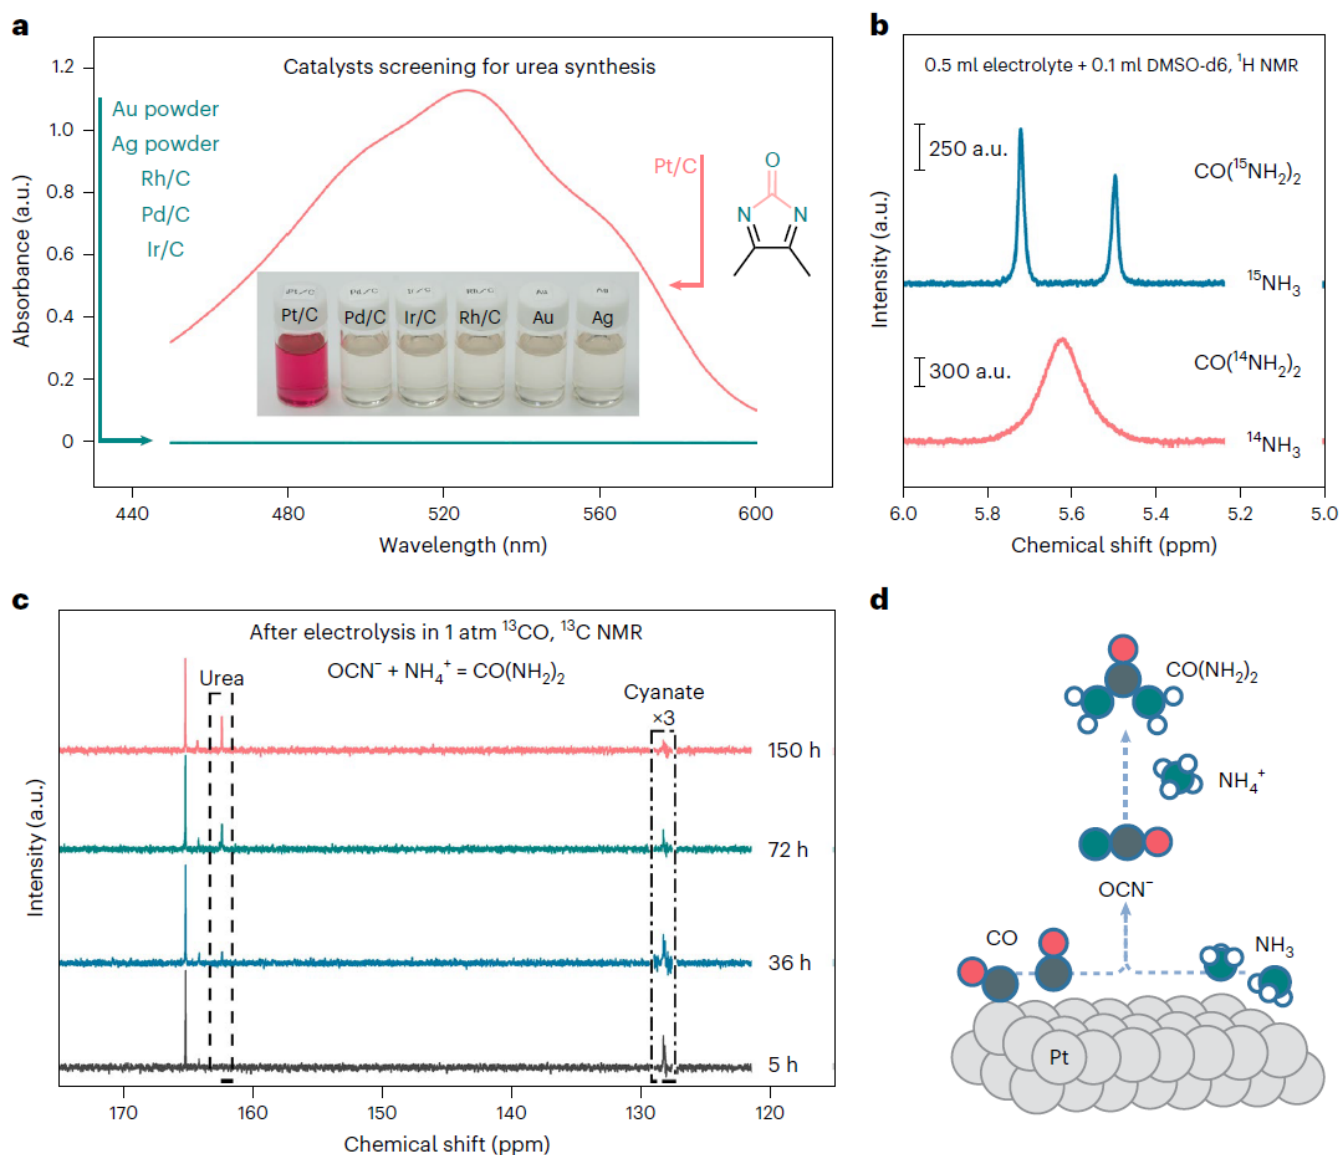 a
Catalysts screening for urea synthesis
Au powder
Ag powder
Rh/C
Pd/C
Ir/C
Pt/C
O
N N
Pt/C Pd/C Ir/C Rh/C Au Ag
Absorbance (a.u.)
1.2
1.0
0.8
0.6
0.4
0.2
0
440 480 520 560 600
Wavelength (nm)
b
0.5 ml electrolyte + 0.1 ml DMSO-d6, ¹H NMR
250 a.u.
CO(¹⁵NH₂)₂
¹⁵NH₃
300 a.u.
CO(¹⁴NH₂)₂
¹⁴NH₃
Intensity (a.u.)
6.0 5.8 5.6 5.4 5.2 5.0
Chemical shift (ppm)
c
After electrolysis in 1 atm ¹³CO, ¹³C NMR
OCN⁻ + NH₄⁺ = CO(NH₂)₂
Urea
Cyanate
×3
150 h
72 h
36 h
5 h
Intensity (a.u.)
170 160 150 140 130 120
Chemical shift (ppm)
d
CO(NH₂)₂
NH₄⁺
OCN⁻
CO
NH₃
Pt